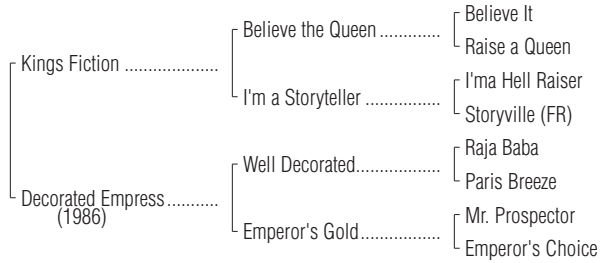 Believe It
Believe the Queen .............
Raise a Queen
Kings Fiction ....................
I'ma Hell Raiser
I'm a Storyteller ................
Storyville (FR)
Raja Baba
Well Decorated..................
Paris Breeze
Decorated Empress...........
(1986)
Mr. Prospector
Emperor's Gold.................
Emperor's Choice